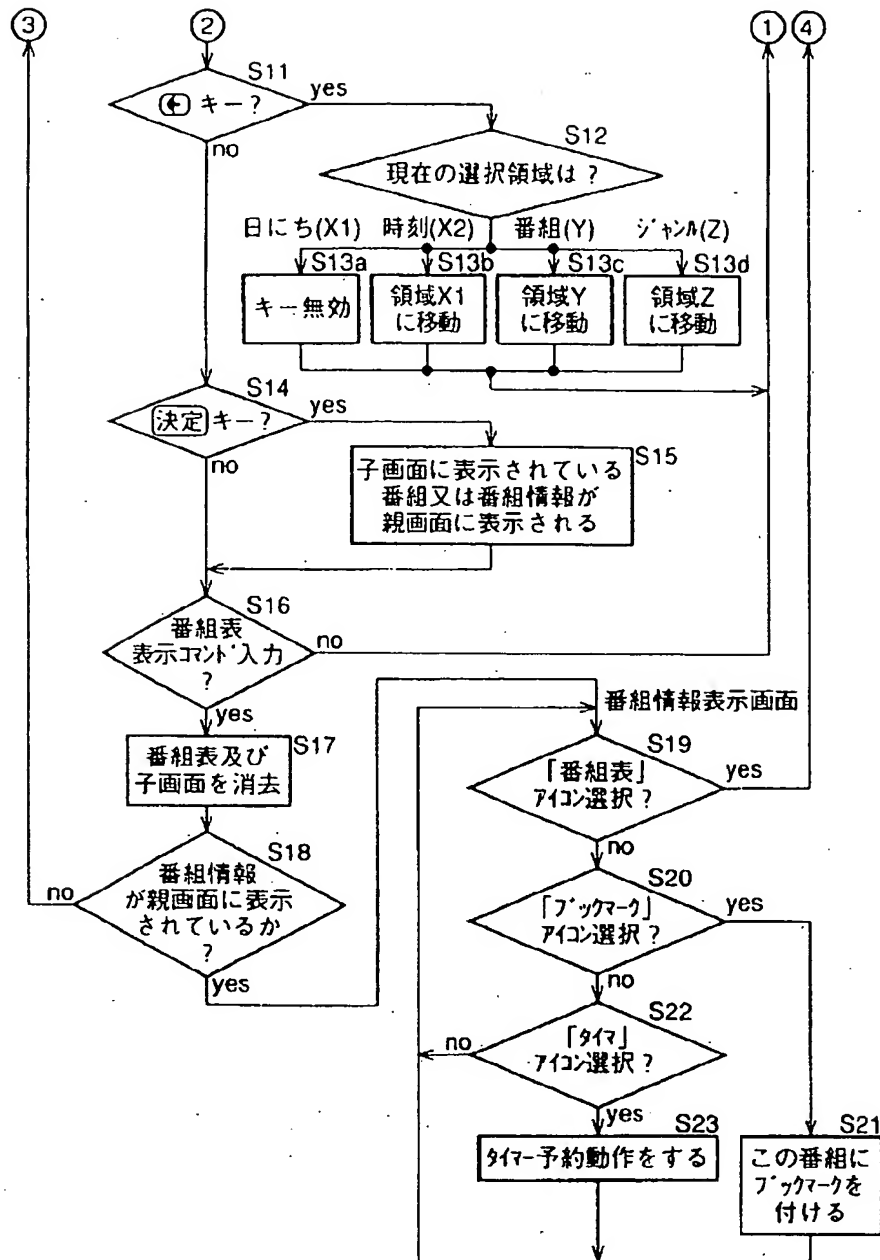 ③
②
①
④
S11
← キー?
yes
no
S12
現在の選択領域は?
日にち(X1)
時刻(X2)
番組(Y)
ジャンル(Z)
S13a
S13b
S13c
S13d
キー無効
領域X1
に移動
領域Y
に移動
領域Z
に移動
S14
決定キー?
yes
no
S15
子画面に表示されている
番組又は番組情報が
親画面に表示される
S16
番組表
表示コマンド入力
?
no
yes
S17
番組表及び
子画面を消去
番組情報表示画面
S19
「番組表」
アイコン選択?
yes
no
S18
番組情報
が親画面に表示
されているか
?
no
yes
S20
「ブックマーク」
アイコン選択?
yes
no
S22
「タイマ」
アイコン選択?
no
yes
S23
タイマー予約動作をする
S21
この番組に
ブックマークを
付ける